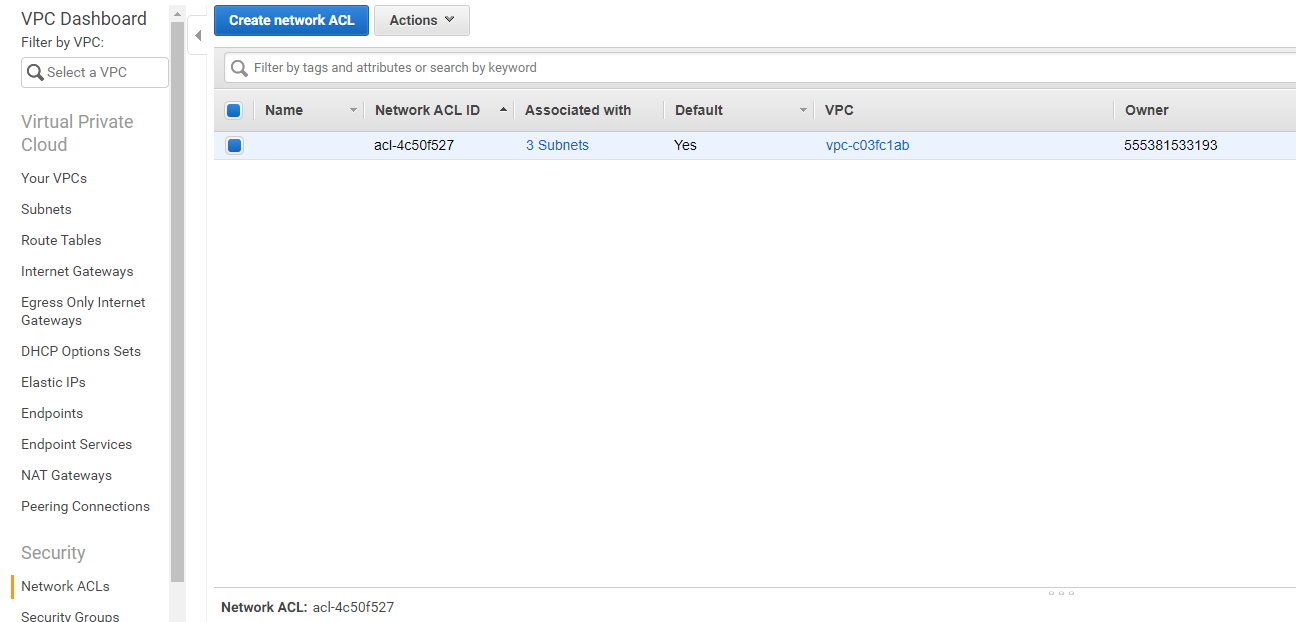 VPC Dashboard
Filter by VPC:
Select a VPC
Virtual Private
Cloud
Your VPCs
Subnets
Route Tables
Internet Gateways
Egress Only Internet
Gateways
DHCP Options Sets
Elastic IPs
Endpoints
Endpoint Services
NAT Gateways
Peering Connections
Security
Network ACLs
Security Groups
Create network ACL Actions
Filter by tags and attributes or search by keyword
Name Network ACL ID Associated with Default VPC Owner
acl-4c50f527 3 Subnets Yes vpc-c03fc1ab 555381533193
Network ACL: acl-4c50f527